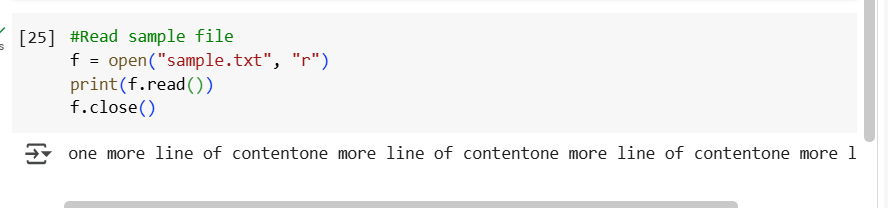 [25] #Read sample file
f = open("sample.txt", "r")
print(f.read())
f.close()
one more line of contentone more line of contentone more line of contentone more l